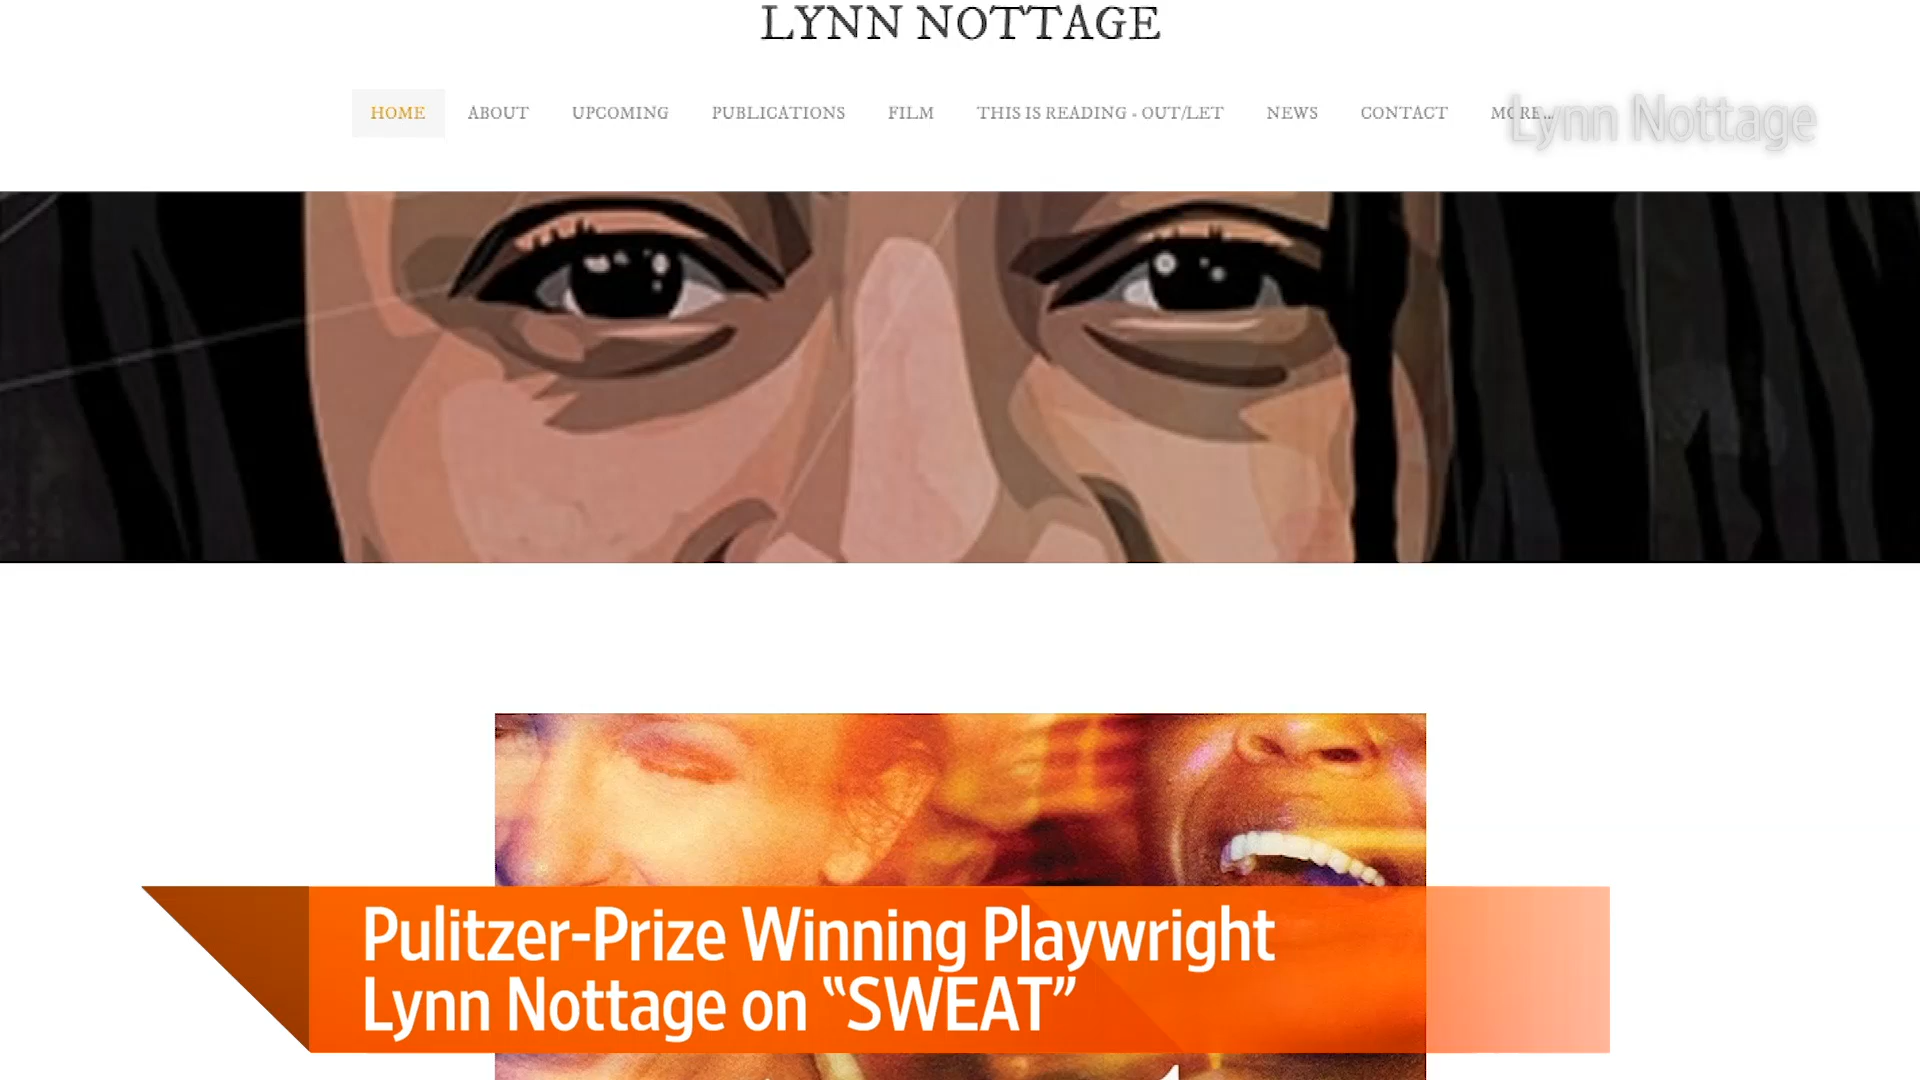 LYNN NOTTAGE
HOME ABOUT UPCOMING PUBLICATIONS FILM THIS IS READING - OUT/LET NEWS CONTACT MORE...
Lynn Nottage
Pulitzer-Prize Winning Playwright
Lynn Nottage on “SWEAT”